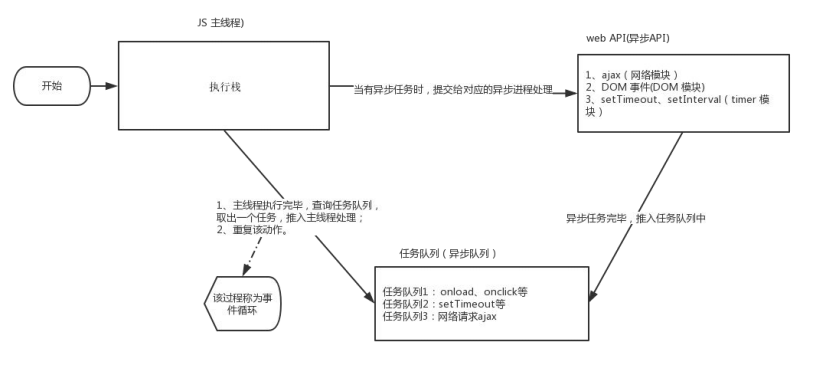 JS 主线程)
web API(异步API)
开始
执行栈
当有异步任务时，提交给对应的异步进程处理
1、ajax（网络模块）
2、DOM 事件(DOM 模块)
3、setTimeout、setInterval（timer 模
块）
1、主线程执行完毕，查询任务队列，
取出一个任务，推入主线程处理；
2、重复该动作。
异步任务完毕，推入任务队列中
任务队列（异步队列）
该过程称为事
件循环
任务队列1：onload、onclick等
任务队列2：setTimeout等
任务队列3：网络请求ajax